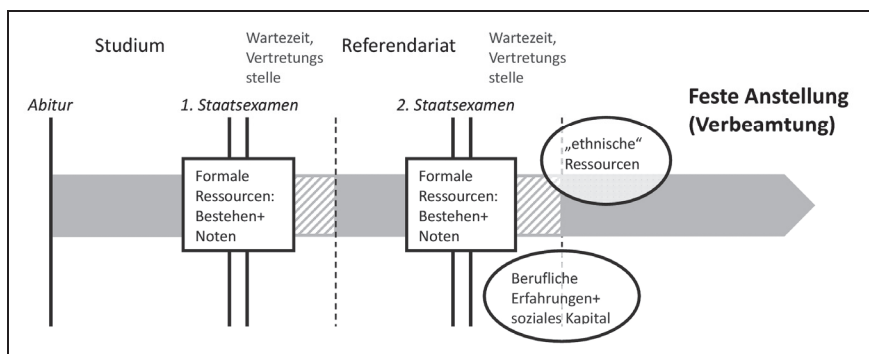 Studium
Wartezeit,
Vertretungs
stelle
Referendariat
Wartezeit,
Vertretungs
stelle
Abitur
1. Staatsexamen
2. Staatsexamen
Feste Anstellung
(Verbeamtung)
Formale
Ressourcen:
Bestehen+
Noten
Formale
Ressourcen:
Bestehen+
Noten
„ethnische“
Ressourcen
Berufliche
Erfahrungen+
soziales Kapital